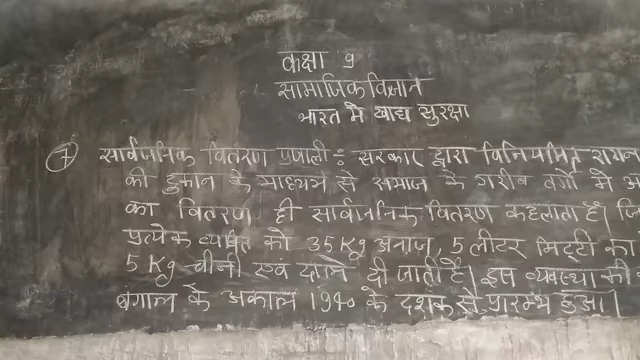 कक्षा 9
सामाजिक विज्ञान
भारत में खाद्य सुरक्षा
7 सार्वजनिक वितरण प्रणाली : सरकार द्वारा विनियमित राशन
की दुकान के माध्यम से समाज के गरीब वर्गो में अ
का वितरण ही सार्वजनिक वितरण कहलाता है। जि
प्रत्येक व्यक्ति को 35 Kg अनाज, 5 लीटर मिट्टी का
5 Kg चीनी एवं दी जाती है। इस व्यवस्था की
बंगाल के अकाल 1940 के दशक से प्रारम्भ हुआ।